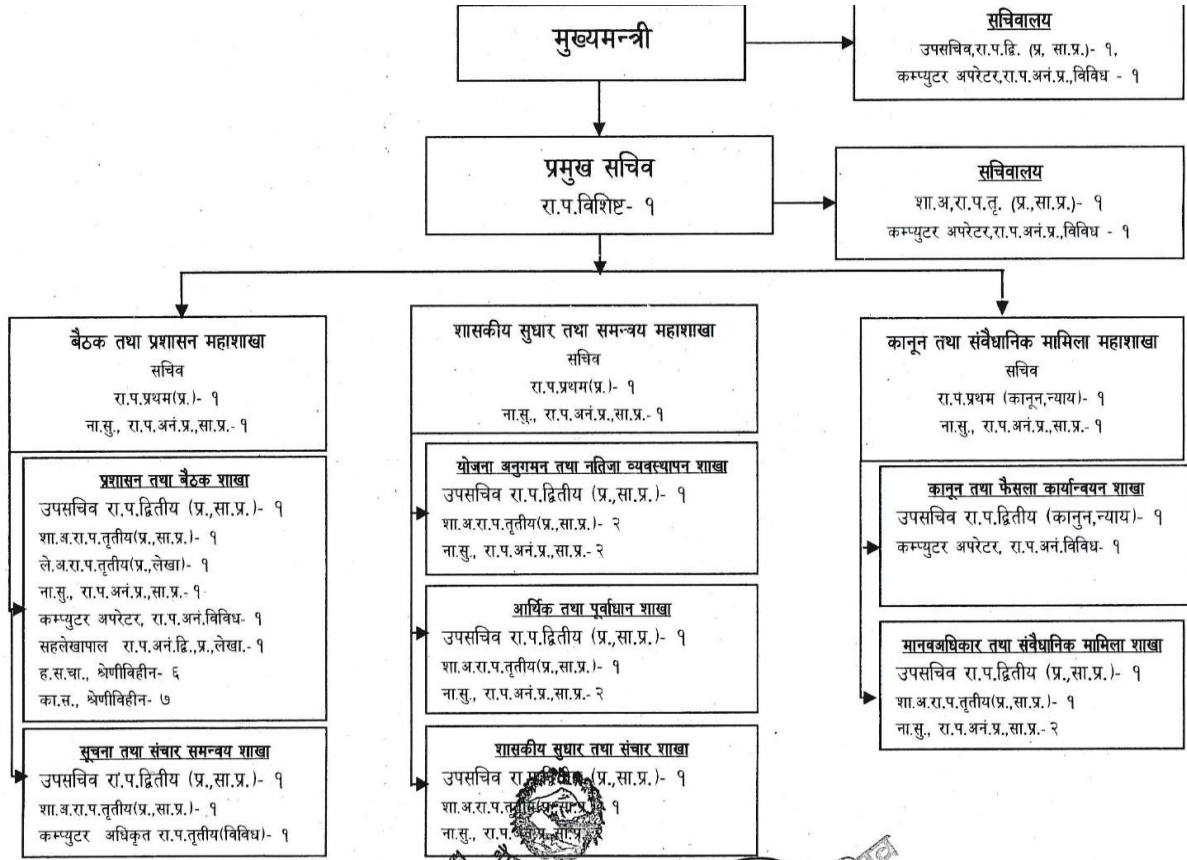 मुख्यमन्त्री
सचिवालय
उपसचिव,रा.प.द्वि. (प्र, सा.प्र.)- १,
कम्प्युटर अपरेटर,रा.प.अनं.प्र.,विविध - १
प्रमुख सचिव
रा.प.विशिष्ट- १
सचिवालय
शा.अ,रा.प.तृ. (प्र.,सा.प्र.)- १
कम्प्युटर अपरेटर,रा.प.अनं.प्र.,विविध - १
बैठक तथा प्रशासन महाशाखा
सचिव
रा.प.प्रथम(प्र.)- १
ना.सु., रा.प.अनं.प्र.,सा.प्र.- १
प्रशासन तथा बैठक शाखा
उपसचिव रा.प.द्वितीय (प्र.,सा.प्र.)- १
शा.अ.रा.प.तृतीय(प्र.,सा.प्र.)- १
ले.अ.रा.प.तृतीय(प्र.,लेखा)- १
ना.सु., रा.प.अनं.प्र.,सा.प्र.- १
कम्प्युटर अपरेटर, रा.प.अनं.विविध- १
सहलेखापाल रा.प.अनं.द्वि.,प्र.,लेखा.- १
ह.स.चा., श्रेणीविहीन- ६
का.स., श्रेणीविहीन- ७
सूचना तथा संचार समन्वय शाखा
उपसचिव रा.प.द्वितीय (प्र.,सा.प्र.)- १
शा.अ.रा.प.तृतीय(प्र.,सा.प्र.)- १
कम्प्युटर अधिकृत रा.प.तृतीय(विविध)- १
शासकीय सुधार तथा समन्वय महाशाखा
सचिव
रा.प.प्रथम(प्र.)- १
ना.सु., रा.प.अनं.प्र.,सा.प्र.- १
योजना अनुगमन तथा नतिजा व्यवस्थापन शाखा
उपसचिव रा.प.द्वितीय (प्र.,सा.प्र.)- १
शा.अ.रा.प.तृतीय(प्र.,सा.प्र.)- २
ना.सु., रा.प.अनं.प्र.,सा.प्र.- २
आर्थिक तथा पूर्वाधान शाखा
उपसचिव रा.प.द्वितीय (प्र.,सा.प्र.)- १
शा.अ.रा.प.तृतीय(प्र.,सा.प्र.)- १
ना.सु., रा.प.अनं.प्र.,सा.प्र.- २
शासकीय सुधार तथा संचार शाखा
उपसचिव रा.प.द्वितीय (प्र.,सा.प्र.)- १
शा.अ.रा.प.तृतीय(प्र.,सा.प्र.)- १
ना.सु., रा.प.अनं.प्र.,सा.प्र.-
कानून तथा संवैधानिक मामिला महाशाखा
सचिव
रा.प.प्रथम (कानून,न्याय)- १
ना.सु., रा.प.अनं.प्र.,सा.प्र.- १
कानून तथा फैसला कार्यान्वयन शाखा
उपसचिव रा.प.द्वितीय (कानुन,न्याय)- १
कम्प्युटर अपरेटर, रा.प.अनं.विविध- १
मानवअधिकार तथा संवैधानिक मामिला शाखा
उपसचिव रा.प.द्वितीय (प्र.,सा.प्र.)- १
शा.अ.रा.प.तृतीय(प्र.,सा.प्र.)- १
ना.सु., रा.प.अनं.प्र.,सा.प्र.- २